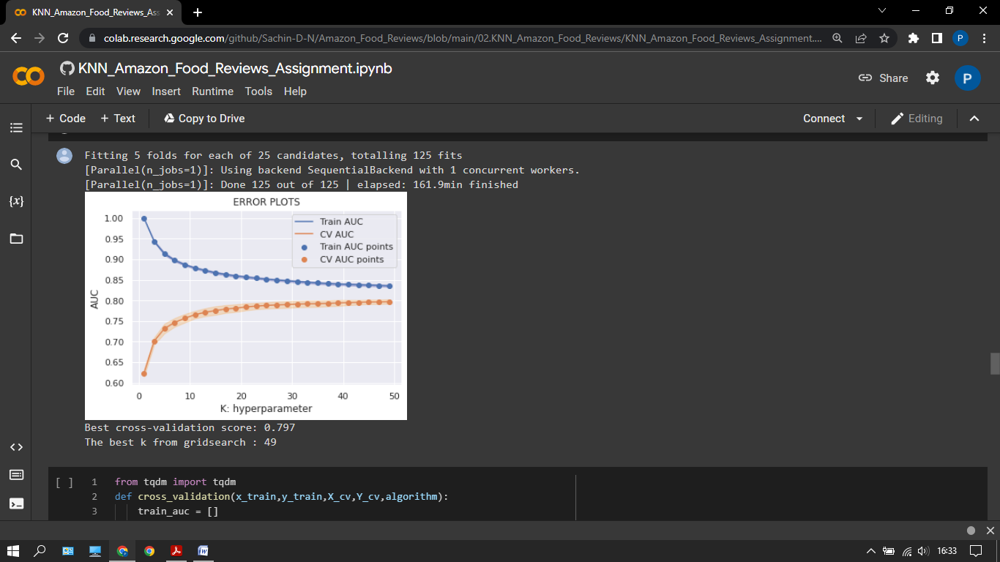 KNN_Amazon_Food_Reviews_Ass
colab.research.google.com/github/Sachin-D-N/Amazon_Food_Reviews/blob/main/02.KNN_Amazon_Food_Reviews/KNN_Amazon_Food_Reviews_Assignment....
P
KNN_Amazon_Food_Reviews_Assignment.ipynb
Share
P
File Edit View Insert Runtime Tools Help
+ Code + Text Copy to Drive
Connect
Editing
{x}
Fitting 5 folds for each of 25 candidates, totalling 125 fits
[Parallel(n_jobs=1)]: Using backend SequentialBackend with 1 concurrent workers.
[Parallel(n_jobs=1)]: Done 125 out of 125 | elapsed: 161.9min finished
ERROR PLOTS
1.00
0.95
0.90
0.85
0.80
0.75
0.70
0.65
0.60
AUC
Train AUC
CV AUC
Train AUC points
CV AUC points
0 10 20 30 40 50
K: hyperparameter
Best cross-validation score: 0.797
The best k from gridsearch : 49
[ ] 1 from tqdm import tqdm
2 def cross_validation(x_train,y_train,X_cv,Y_cv,algorithm):
3 train_auc = []
16:33